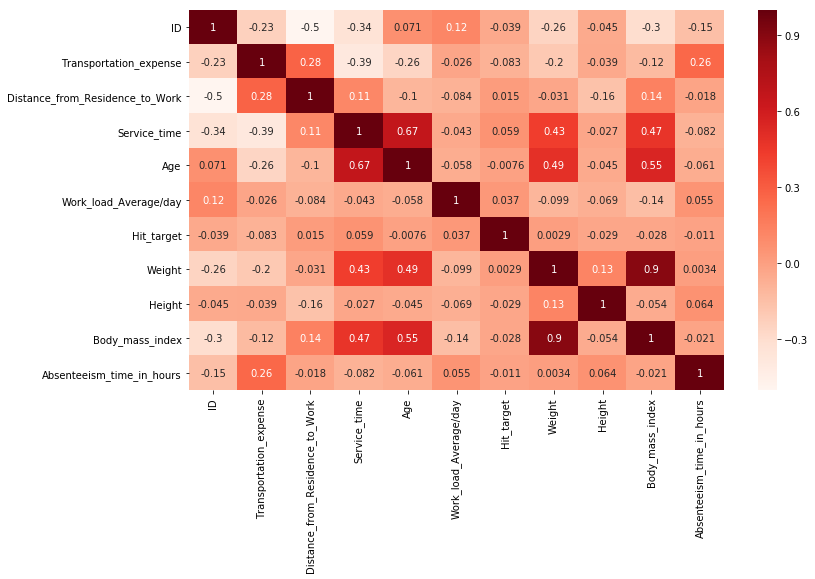 ID 1 -0.23 -0.5 -0.34 0.071 0.12 -0.039 -0.26 -0.045 -0.3 -0.15
Transportation_expense -0.23 1 0.28 -0.39 -0.26 -0.026 -0.083 -0.2 -0.039 -0.12 0.26
Distance_from_Residence_to_Work -0.5 0.28 1 0.11 -0.1 -0.084 0.015 -0.031 -0.16 0.14 -0.018
Service_time -0.34 -0.39 0.11 1 0.67 -0.043 0.059 0.43 -0.027 0.47 -0.082
Age 0.071 -0.26 -0.1 0.67 1 -0.058 -0.0076 0.49 -0.045 0.55 -0.061
Work_load_Average/day 0.12 -0.026 -0.084 -0.043 -0.058 1 0.037 -0.099 -0.069 -0.14 0.055
Hit_target -0.039 -0.083 0.015 0.059 -0.0076 0.037 1 0.0029 -0.029 -0.028 -0.011
Weight -0.26 -0.2 -0.031 0.43 0.49 -0.099 0.0029 1 0.13 0.9 0.0034
Height -0.045 -0.039 -0.16 -0.027 -0.045 -0.069 -0.029 0.13 1 -0.054 0.064
Body_mass_index -0.3 -0.12 0.14 0.47 0.55 -0.14 -0.028 0.9 -0.054 1 -0.021
Absenteeism_time_in_hours -0.15 0.26 -0.018 -0.082 -0.061 0.055 -0.011 0.0034 0.064 -0.021 1
ID
Transportation_expense
Distance_from_Residence_to_Work
Service_time
Age
Work_load_Average/day
Hit_target
Weight
Height
Body_mass_index
Absenteeism_time_in_hours
0.9
0.6
0.3
0.0
−0.3